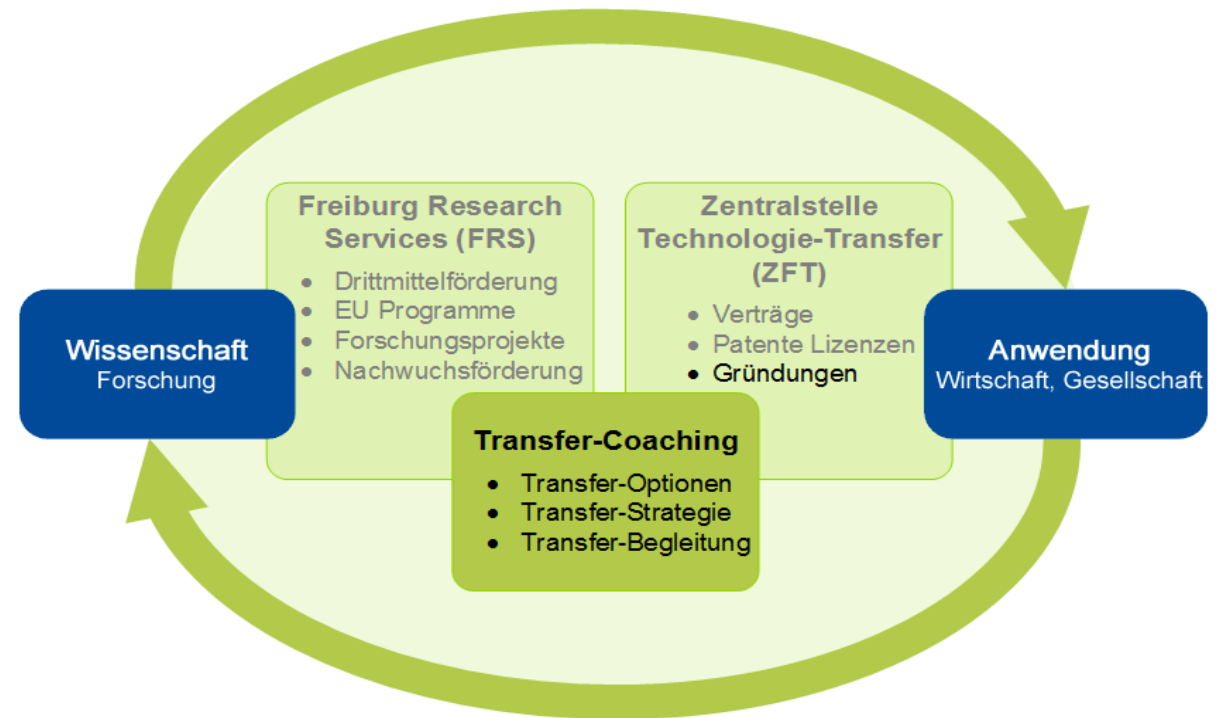 Freiburg Research
Services (FRS)
• Drittmittelförderung
• EU Programme
• Forschungsprojekte
• Nachwuchsförderung
Zentralstelle
Technologie-Transfer
(ZFT)
• Verträge
• Patente Lizenzen
• Gründungen
Wissenschaft
Forschung
Anwendung
Wirtschaft, Gesellschaft
Transfer-Coaching
• Transfer-Optionen
• Transfer-Strategie
• Transfer-Begleitung